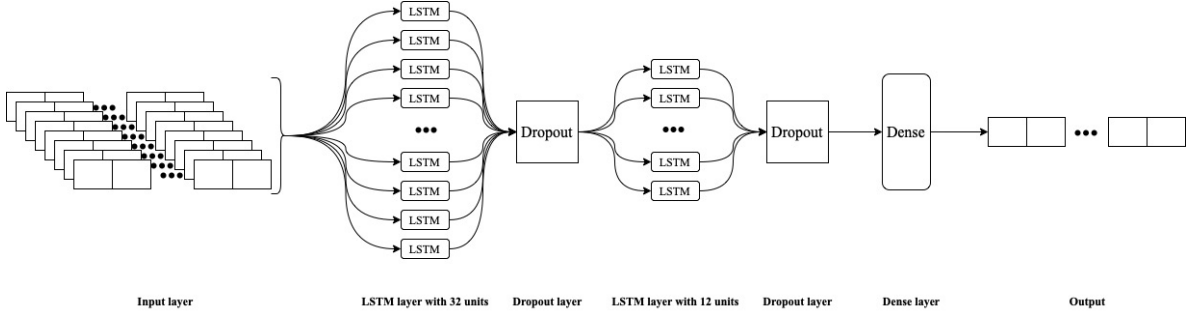 LSTM
LSTM
LSTM
LSTM
LSTM
LSTM
LSTM
LSTM
Dropout
LSTM
LSTM
LSTM
LSTM
Dropout
Dense
Input layer
LSTM layer with 32 units
Dropout layer
LSTM layer with 12 units
Dropout layer
Dense layer
Output